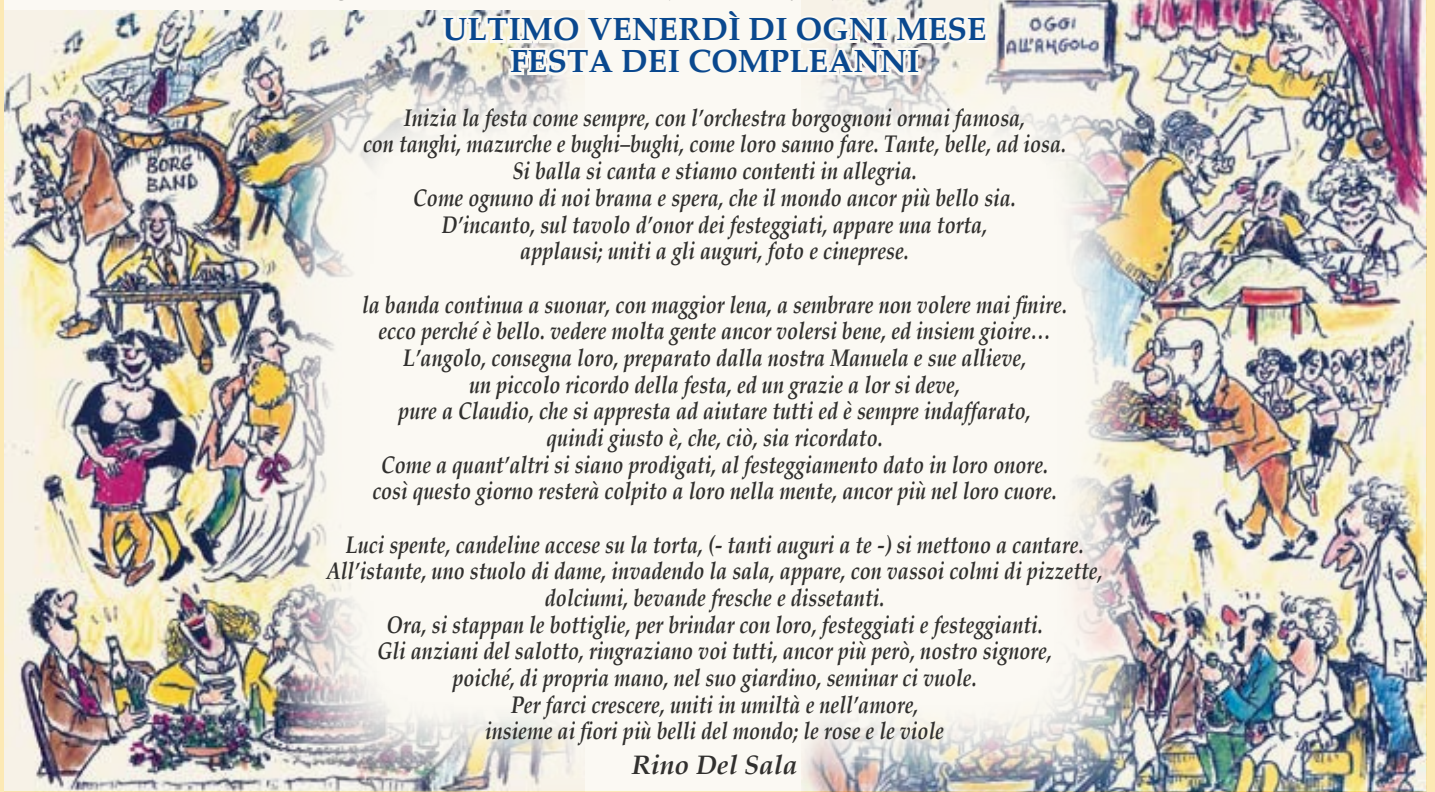 ULTIMO VENERDÌ DI OGNI MESE
FESTA DEI COMPLEANNI
OGGI
ALL'ANGOLO
BORG
BAND
Inizia la festa come sempre, con l'orchestra borgognoni ormai famosa,
con tanghi, mazurche e bughi–bughi, come loro sanno fare. Tante, belle, ad iosa.
Si balla si canta e stiamo contenti in allegria.
Come ognuno di noi brama e spera, che il mondo ancor più bello sia.
D'incanto, sul tavolo d'onor dei festeggiati, appare una torta,
applausi; uniti a gli auguri, foto e cineprese.
la banda continua a suonar, con maggior lena, a sembrare non volere mai finire.
ecco perché è bello. vedere molta gente ancor volersi bene, ed insiem gioire…
L'angolo, consegna loro, preparato dalla nostra Manuela e sue allieve,
un piccolo ricordo della festa, ed un grazie a lor si deve,
pure a Claudio, che si appresta ad aiutare tutti ed è sempre indaffarato,
quindi giusto è, che, ciò, sia ricordato.
Come a quant'altri si siano prodigati, al festeggiamento dato in loro onore.
così questo giorno resterà colpito a loro nella mente, ancor più nel loro cuore.
Luci spente, candeline accese su la torta, (- tanti auguri a te -) si mettono a cantare.
All'istante, uno stuolo di dame, invadendo la sala, appare, con vassoi colmi di pizzette,
dolciumi, bevande fresche e dissetanti.
Ora, si stappan le bottiglie, per brindar con loro, festeggiati e festeggianti.
Gli anziani del salotto, ringraziano voi tutti, ancor più però, nostro signore,
poiché, di propria mano, nel suo giardino, seminar ci vuole.
Per farci crescere, uniti in umiltà e nell'amore,
insieme ai fiori più belli del mondo; le rose e le viole
Rino Del Sala